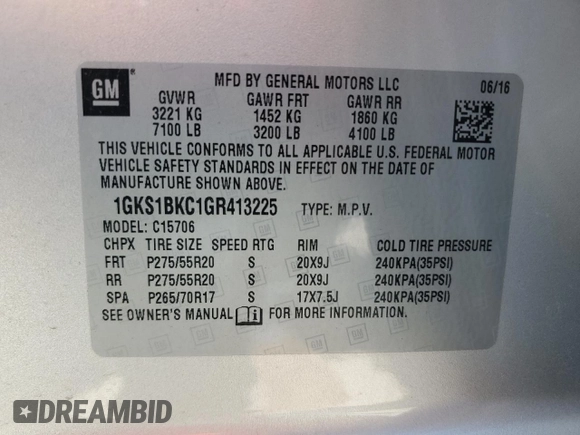 GM
MFD BY GENERAL MOTORS LLC 06/16
GVWR GAWR FRT GAWR RR
3221 KG 1452 KG 1860 KG
7100 LB 3200 LB 4100 LB
THIS VEHICLE CONFORMS TO ALL APPLICABLE U.S. FEDERAL MOTOR
VEHICLE SAFETY STANDARDS IN EFFECT ON THE DATE OF
MANUFACTURE SHOWN ABOVE.
1GKS1BKC1GR413225 TYPE: M.P.V.
MODEL: C15706
CHPX TIRE SIZE SPEED RTG RIM COLD TIRE PRESSURE
FRT P275/55R20 S 20X9J 240KPA(35PSI)
RR P275/55R20 S 20X9J 240KPA(35PSI)
SPA P265/70R17 S 17X7.5J 240KPA(35PSI)
SEE OWNER'S MANUAL FOR MORE INFORMATION.
DREAMBID